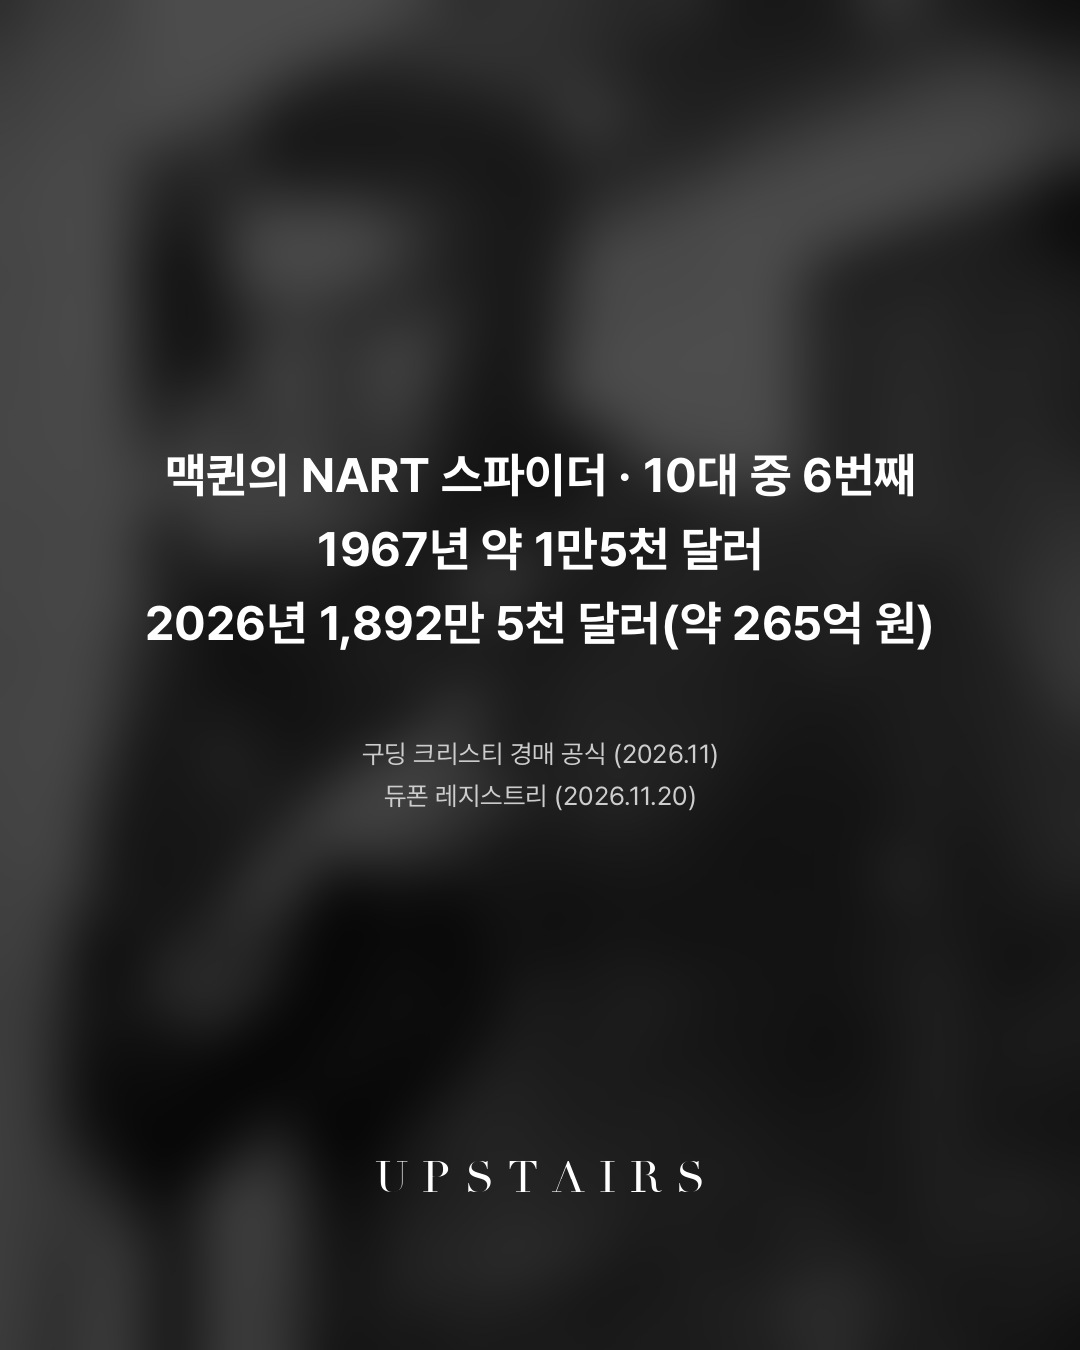 맥퀸의 NART 스파이더 · 10대 중 6번째
1967년 약 1만5천 달러
2026년 1,892만 5천 달러(약 265억 원)
구딩 크리스티 경매 공식 (2026.11)
듀폰 레지스트리 (2026.11.20)
UPSTAIRS